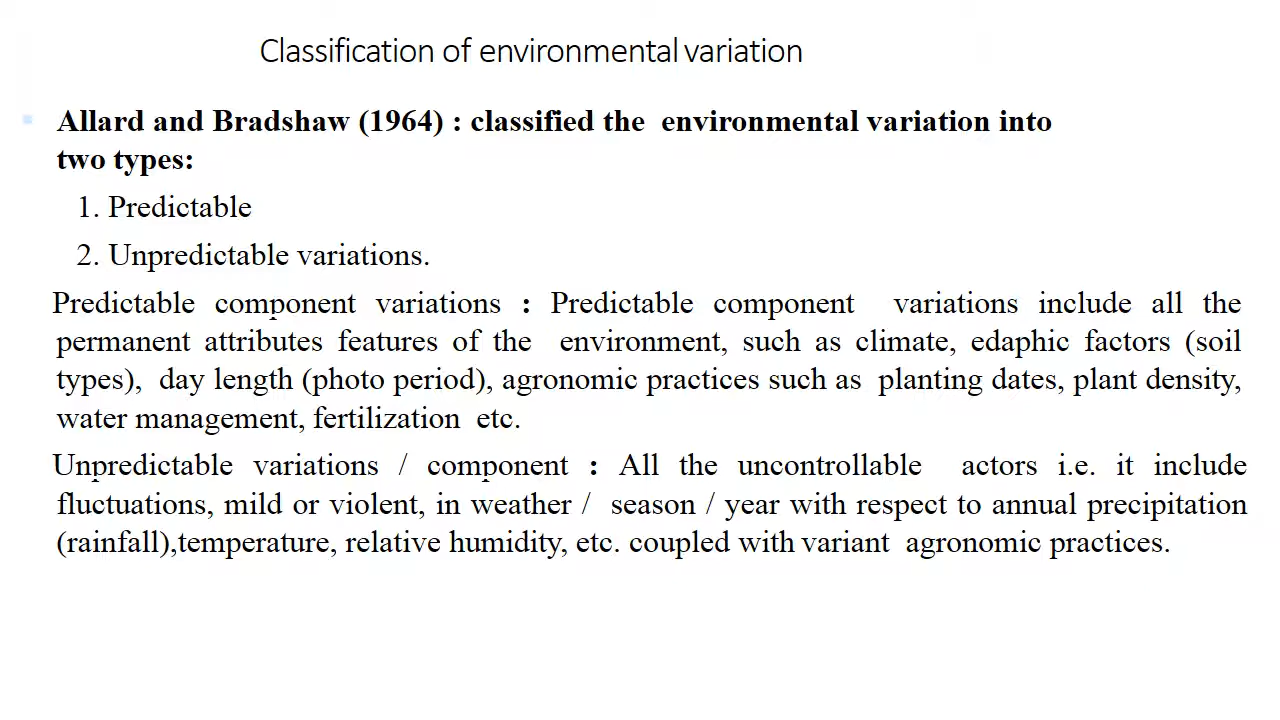 Classification of environmental variation
Allard and Bradshaw (1964) : classified the environmental variation into
two types:
1. Predictable
2. Unpredictable variations.
Predictable component variations : Predictable component variations include all the
permanent attributes features of the environment, such as climate, edaphic factors (soil
types), day length (photo period), agronomic practices such as planting dates, plant density,
water management, fertilization etc.
Unpredictable variations / component : All the uncontrollable actors i.e. it include
fluctuations, mild or violent, in weather / season / year with respect to annual precipitation
(rainfall),temperature, relative humidity, etc. coupled with variant agronomic practices.